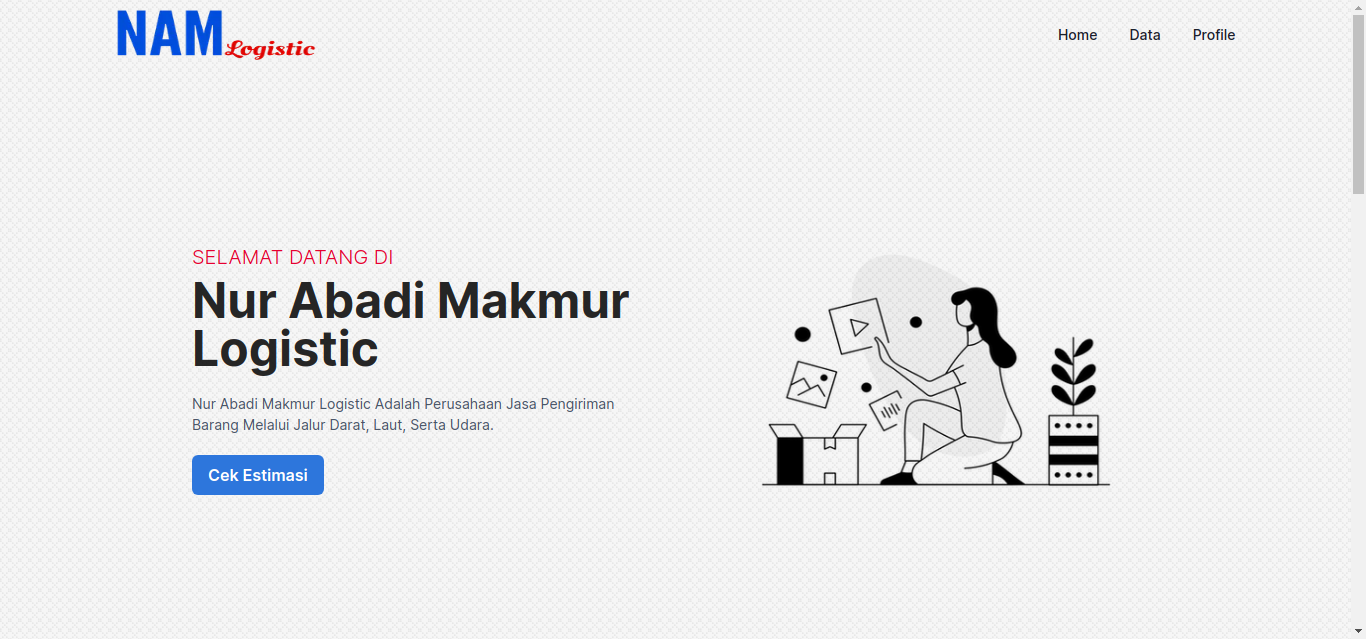 NAM Logistic
Home
Data
Profile
SELAMAT DATANG DI
Nur Abadi Makmur
Logistic
Nur Abadi Makmur Logistic Adalah Perusahaan Jasa Pengiriman
Barang Melalui Jalur Darat, Laut, Serta Udara.
Cek Estimasi